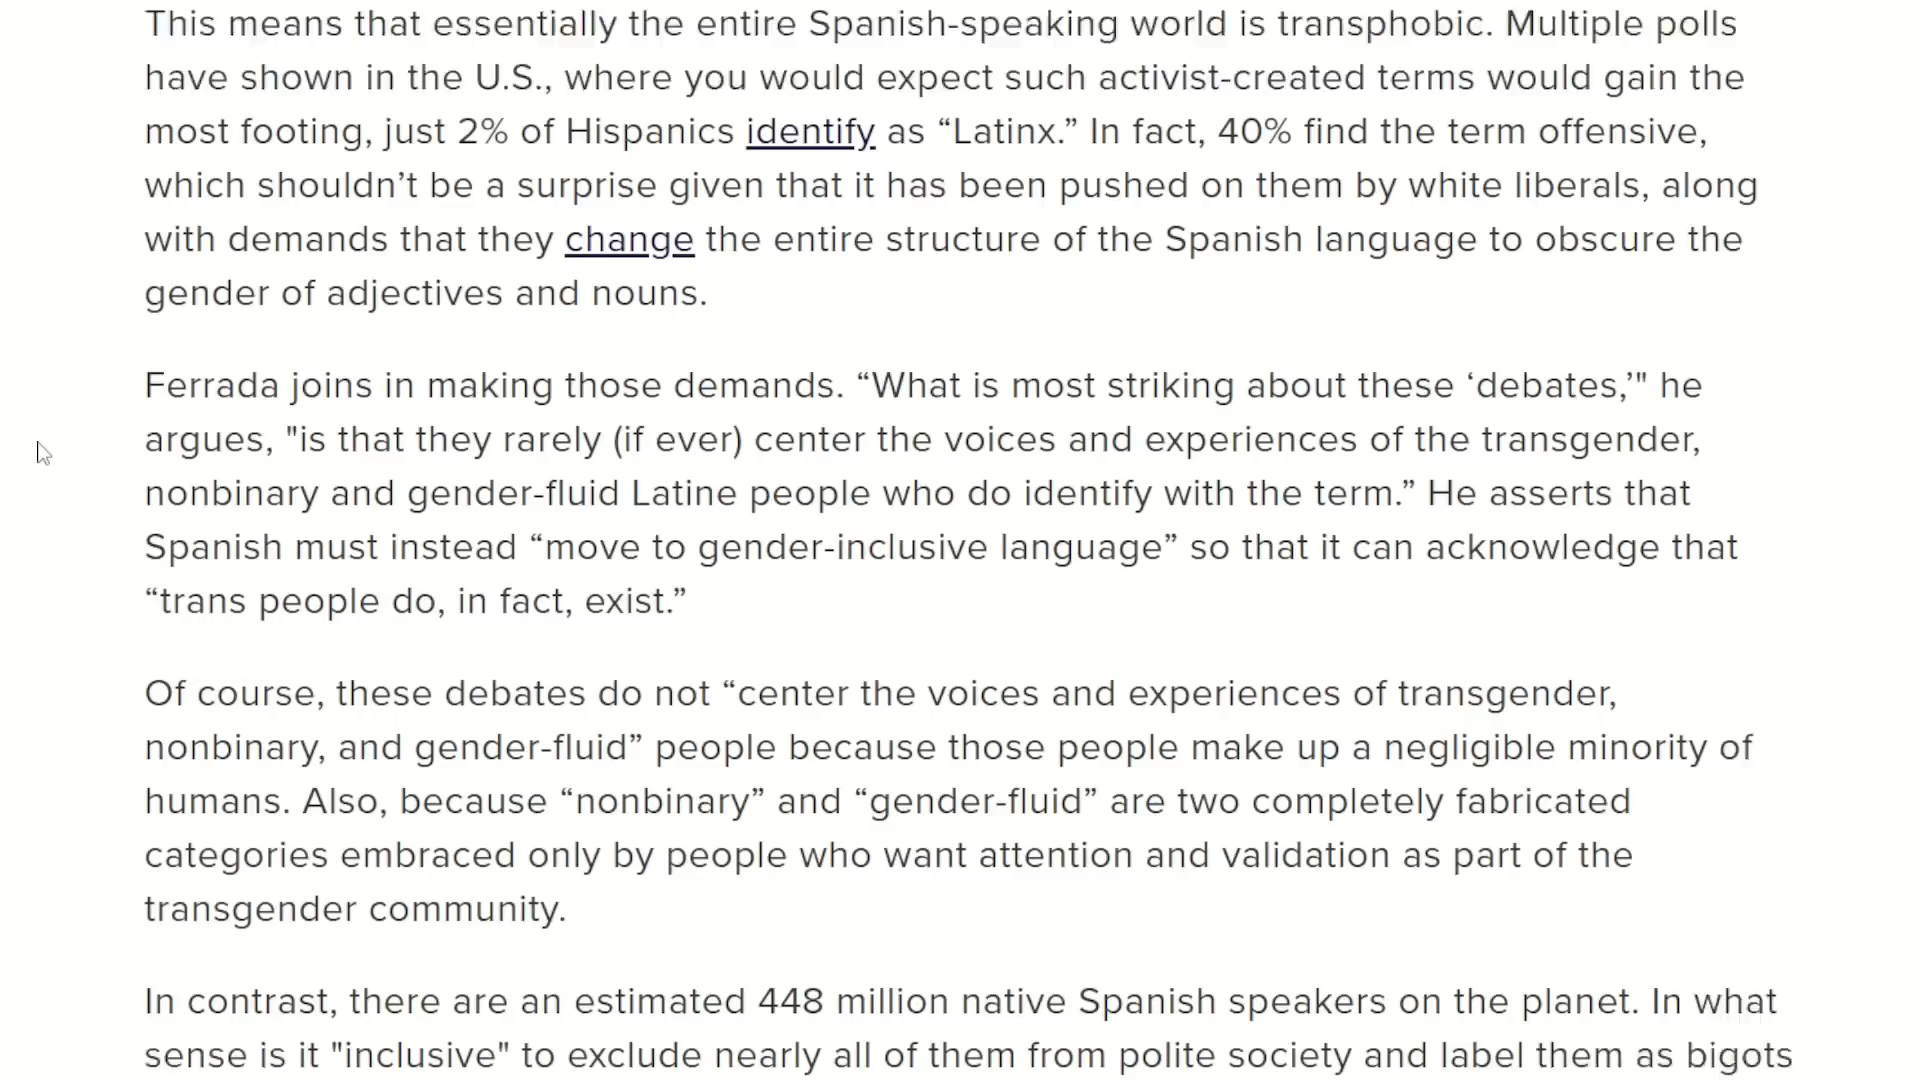 This means that essentially the entire Spanish-speaking world is transphobic. Multiple polls
have shown in the U.S., where you would expect such activist-created terms would gain the
most footing, just 2% of Hispanics identify as “Latinx.” In fact, 40% find the term offensive,
which shouldn’t be a surprise given that it has been pushed on them by white liberals, along
with demands that they change the entire structure of the Spanish language to obscure the
gender of adjectives and nouns.
Ferrada joins in making those demands. “What is most striking about these ‘debates,’" he
argues, "is that they rarely (if ever) center the voices and experiences of the transgender,
nonbinary and gender-fluid Latine people who do identify with the term.” He asserts that
Spanish must instead “move to gender-inclusive language” so that it can acknowledge that
“trans people do, in fact, exist.”
Of course, these debates do not “center the voices and experiences of transgender,
nonbinary, and gender-fluid” people because those people make up a negligible minority of
humans. Also, because “nonbinary” and “gender-fluid” are two completely fabricated
categories embraced only by people who want attention and validation as part of the
transgender community.
In contrast, there are an estimated 448 million native Spanish speakers on the planet. In what
sense is it "inclusive" to exclude nearly all of them from polite society and label them as bigots